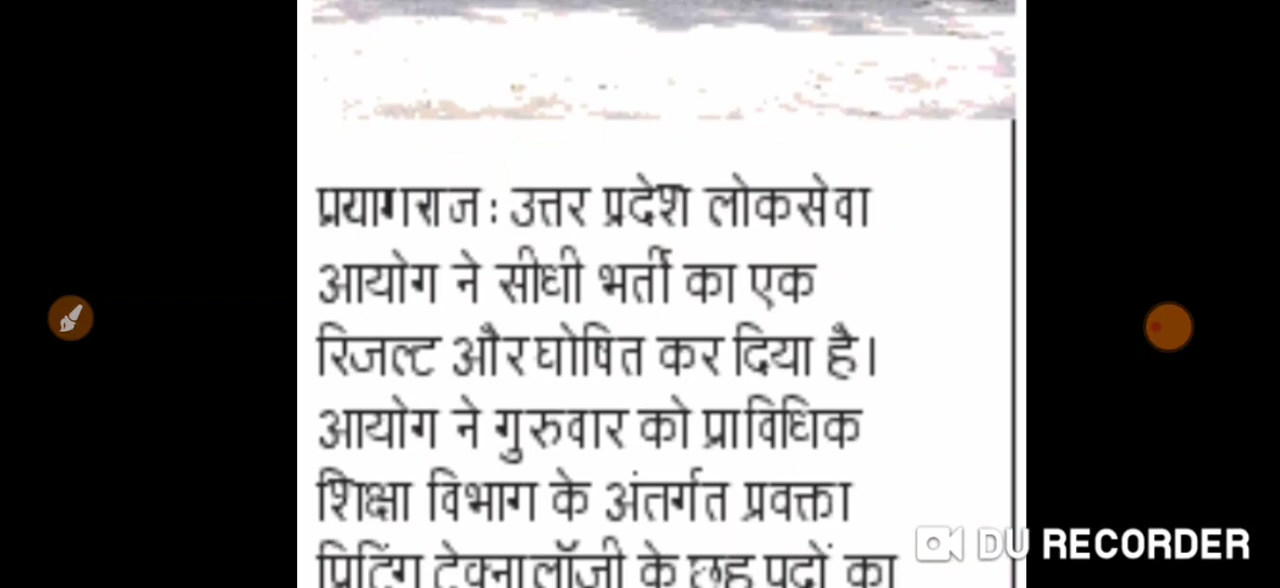 प्रयागराज : उत्तर प्रदेश लोकसेवा
आयोग ने सीधी भर्ती का एक
रिजल्ट और घोषित कर दिया है।
आयोग ने गुरुवार को प्राविधिक
शिक्षा विभाग के अंतर्गत प्रवक्ता
प्रिटिंग टेक्नालॉजी के छह पदों का
DU RECORDER